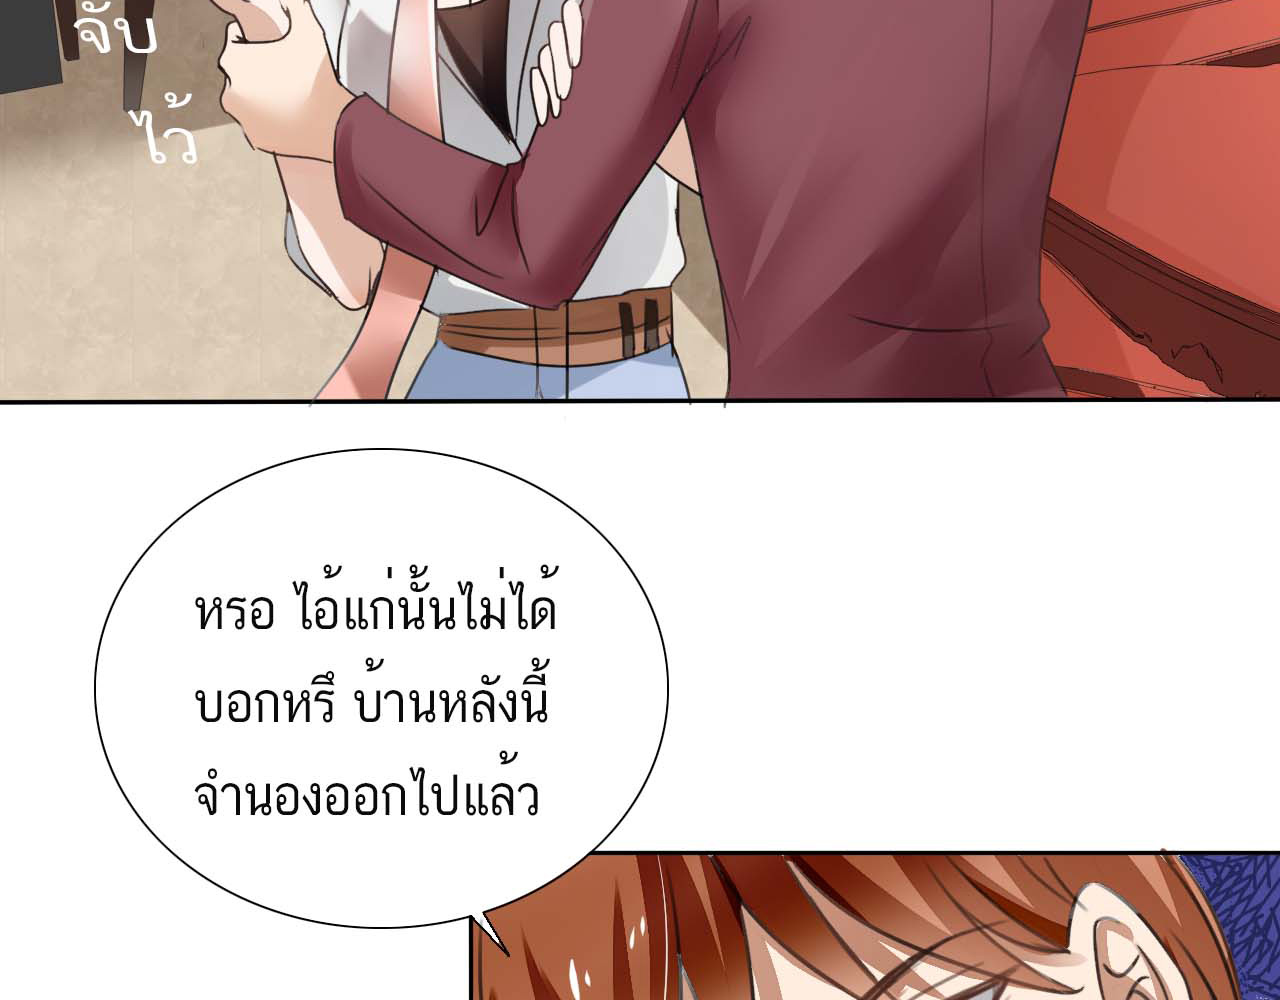 จับ
ไว้
หรอ ไอ้แก่นั้นไม่ได้
บอกหรึ บ้านหลังนี้
จำนองออกไปแล้ว